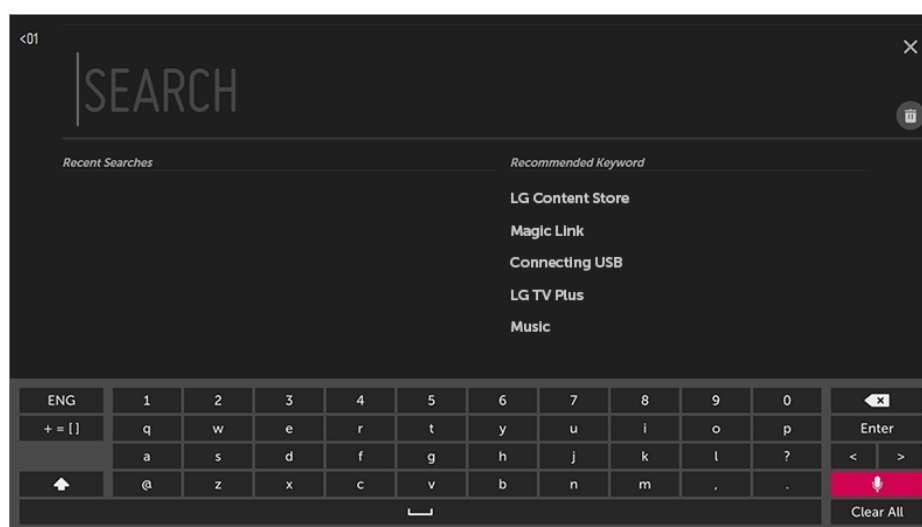 <01
SEARCH
Recent Searches
Recommended Keyword
LG Content Store
Magic Link
Connecting USB
LG TV Plus
Music
ENG 1 2 3 4 5 6 7 8 9 0
+ = [ ] q w e r t y u i o p Enter
a s d f g h j k l ? < >
@ z x c v b n m , .
Clear All